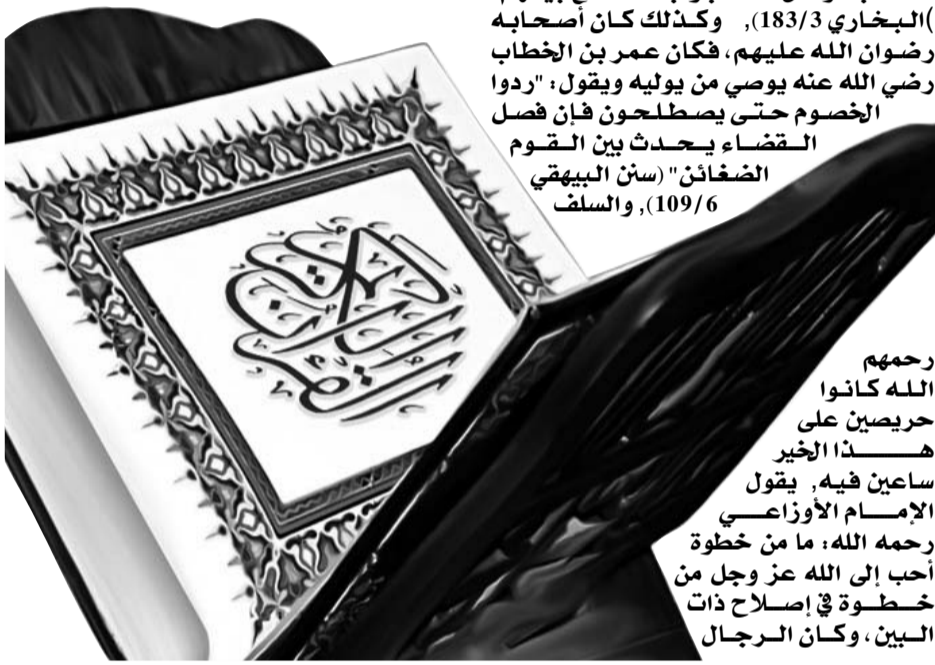 )البخاري 183/3), وكذلك كان أصحابه
رضوان الله عليهم، فكان عمر بن الخطاب
رضي الله عنه يوصي من يوليه ويقول: "ردوا
الخصوم حتى يصطلحون فإن فصل
القضاء يحدث بين القوم
الضغائن" (سنن البيهقي
109/6), والسلف
القرآن الكريم
رحمهم
الله كانوا
حريصين على
هذا الخير
ساعين فيه, يقول
الإمام الأوزاعي
رحمه الله: ما من خطوة
أحب إلى الله عز وجل من
خطوة في إصلاح ذات
البين، وكان الرجال